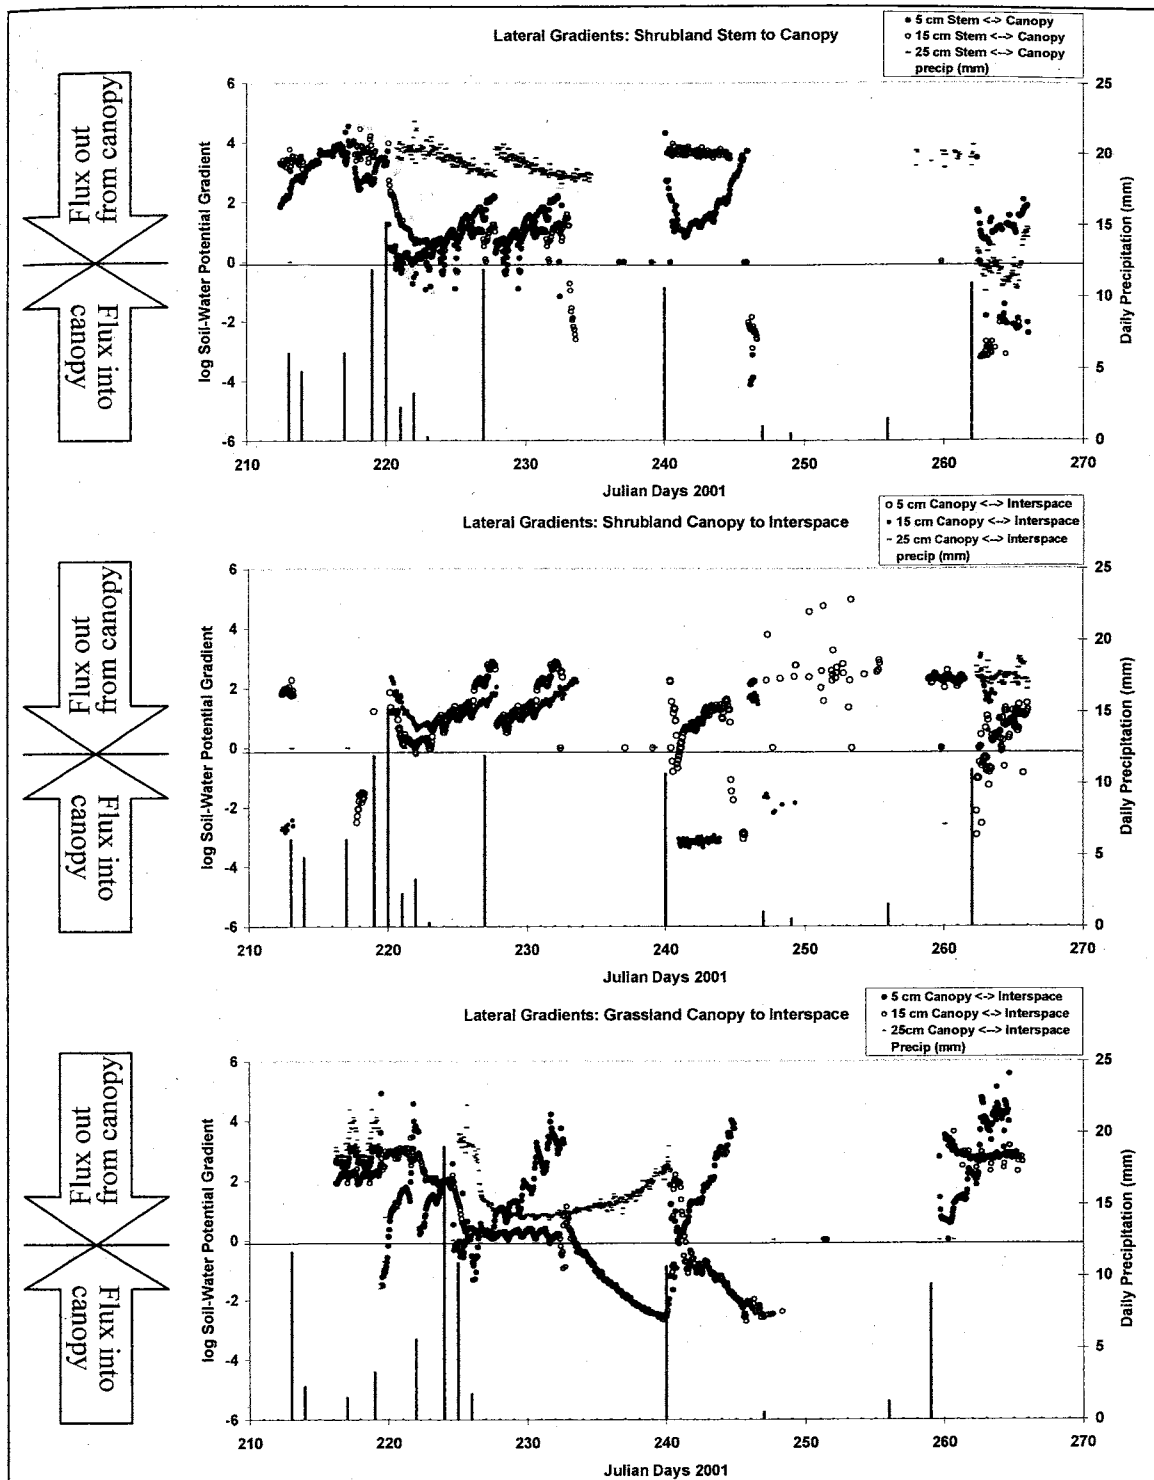 Lateral Gradients: Shrubland Stem to Canopy
5 cm Stem <-> Canopy
15 cm Stem <--> Canopy
25 cm Stem <--> Canopy
precip (mm)
Flux out
from canopy
Flux into
canopy
log Soil-Water Potential Gradient
6
4
2
0
-2
-4
-6
25
20
15
10
5
0
Daily Precipitation (mm)
210 220 230 240 250 260 270
Julian Days 2001
Lateral Gradients: Shrubland Canopy to Interspace
5 cm Canopy <--> Interspace
15 cm Canopy <--> Interspace
25 cm Canopy <--> Interspace
precip (mm)
Flux out
from canopy
Flux into
canopy
log Soil-Water Potential Gradient
6
4
2
0
-2
-4
-6
25
20
15
10
5
0
Daily Precipitation (mm)
210 220 230 240 250 260 270
Julian Days 2001
Lateral Gradients: Grassland Canopy to Interspace
5 cm Canopy <-> Interspace
15 cm Canopy <--> Interspace
25cm Canopy <--> Interspace
Precip (mm)
Flux out
from canopy
Flux into
canopy
log Soil-Water Potential Gradient
6
4
2
0
-2
-4
-6
25
20
15
10
5
0
Daily Precipitation (mm)
210 220 230 240 250 260 270
Julian Days 2001